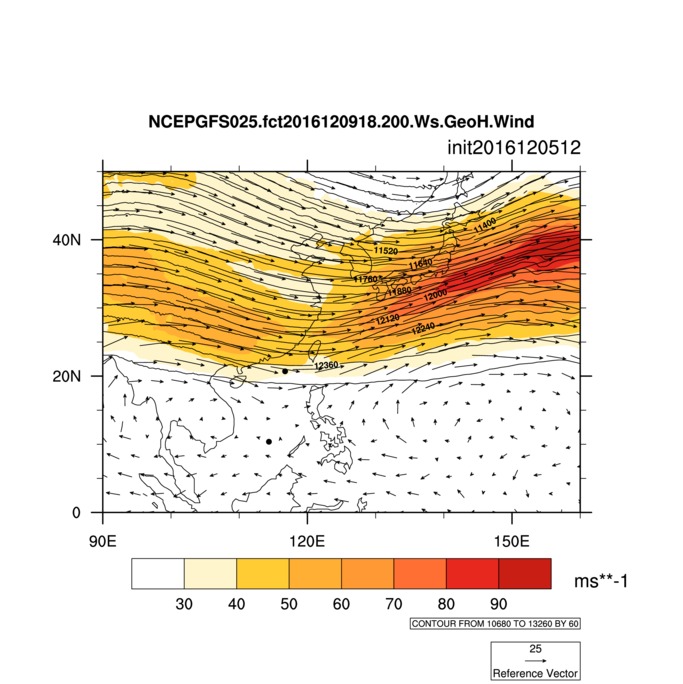 NCEPGFS025.fct2016120918.200.Ws.GeoH.Wind
init2016120512
40N
20N
0
11400
11520
11640
11760
11880
12000
12120
12240
12360
90E 120E 150E
30 40 50 60 70 80 90
ms**-1
CONTOUR FROM 10680 TO 13260 BY 60
25
Reference Vector